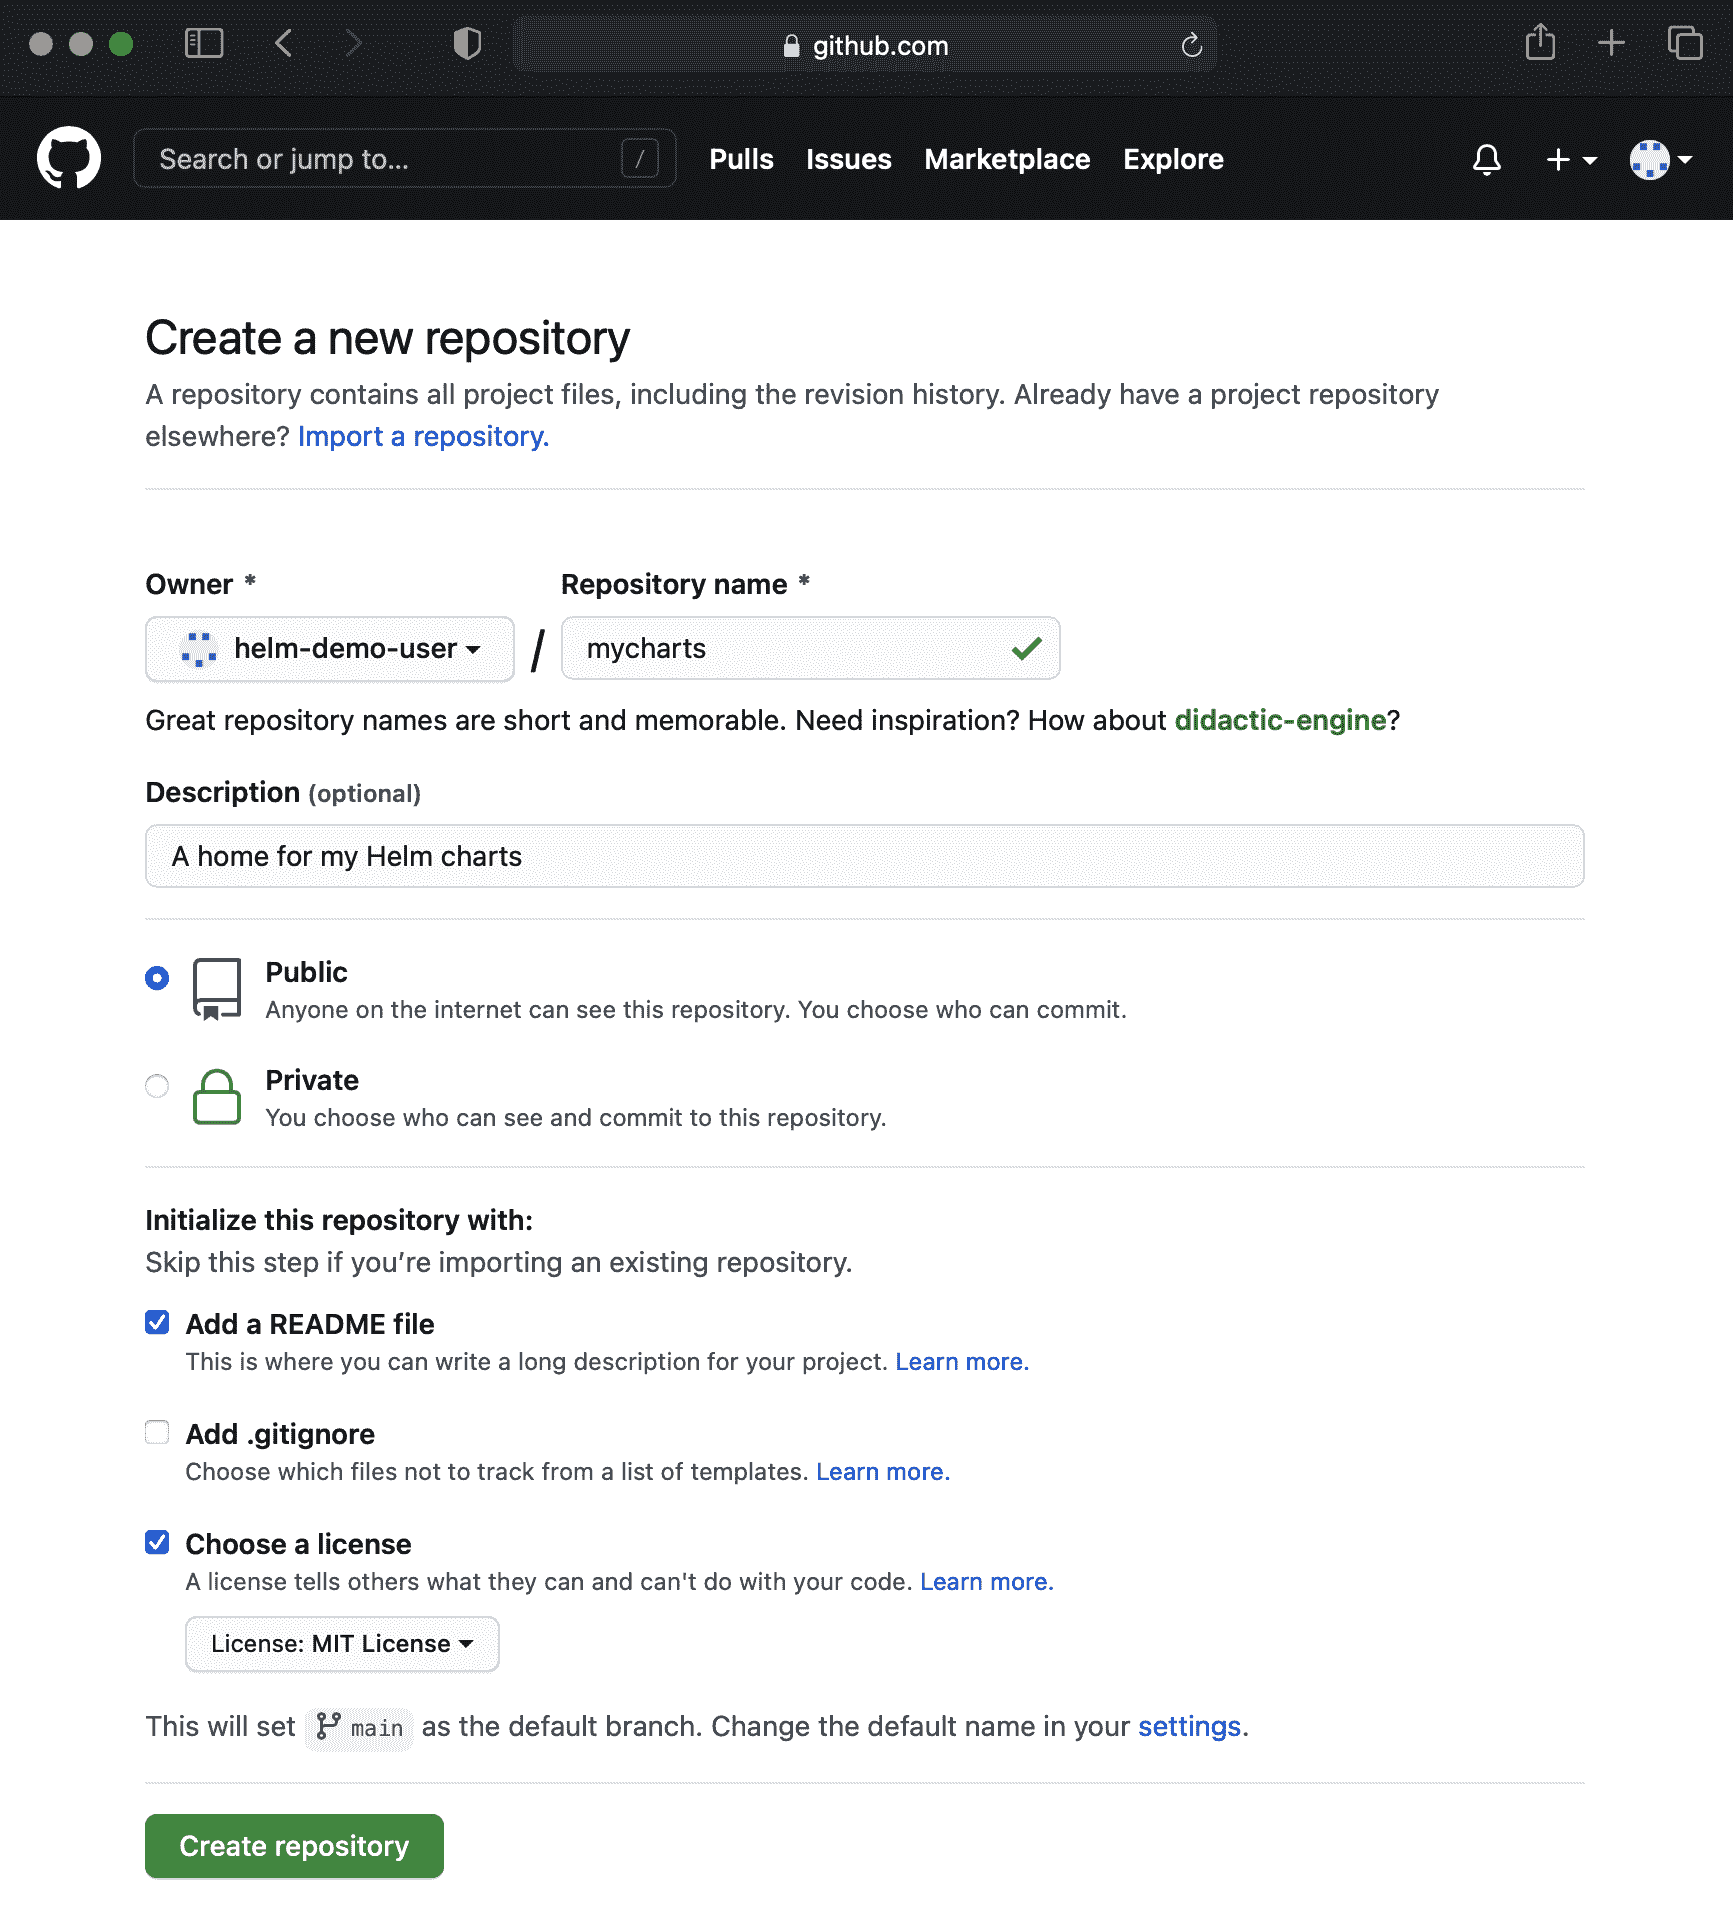 github.com
Search or jump to... /
Pulls Issues Marketplace Explore
Create a new repository
A repository contains all project files, including the revision history. Already have a project repository
elsewhere? Import a repository.
Owner * Repository name *
helm-demo-user / mycharts
Great repository names are short and memorable. Need inspiration? How about didactic-engine?
Description (optional)
A home for my Helm charts
Public
Anyone on the internet can see this repository. You choose who can commit.
Private
You choose who can see and commit to this repository.
Initialize this repository with:
Skip this step if you’re importing an existing repository.
Add a README file
This is where you can write a long description for your project. Learn more.
Add .gitignore
Choose which files not to track from a list of templates. Learn more.
Choose a license
A license tells others what they can and can't do with your code. Learn more.
License: MIT License
This will set main as the default branch. Change the default name in your settings.
Create repository